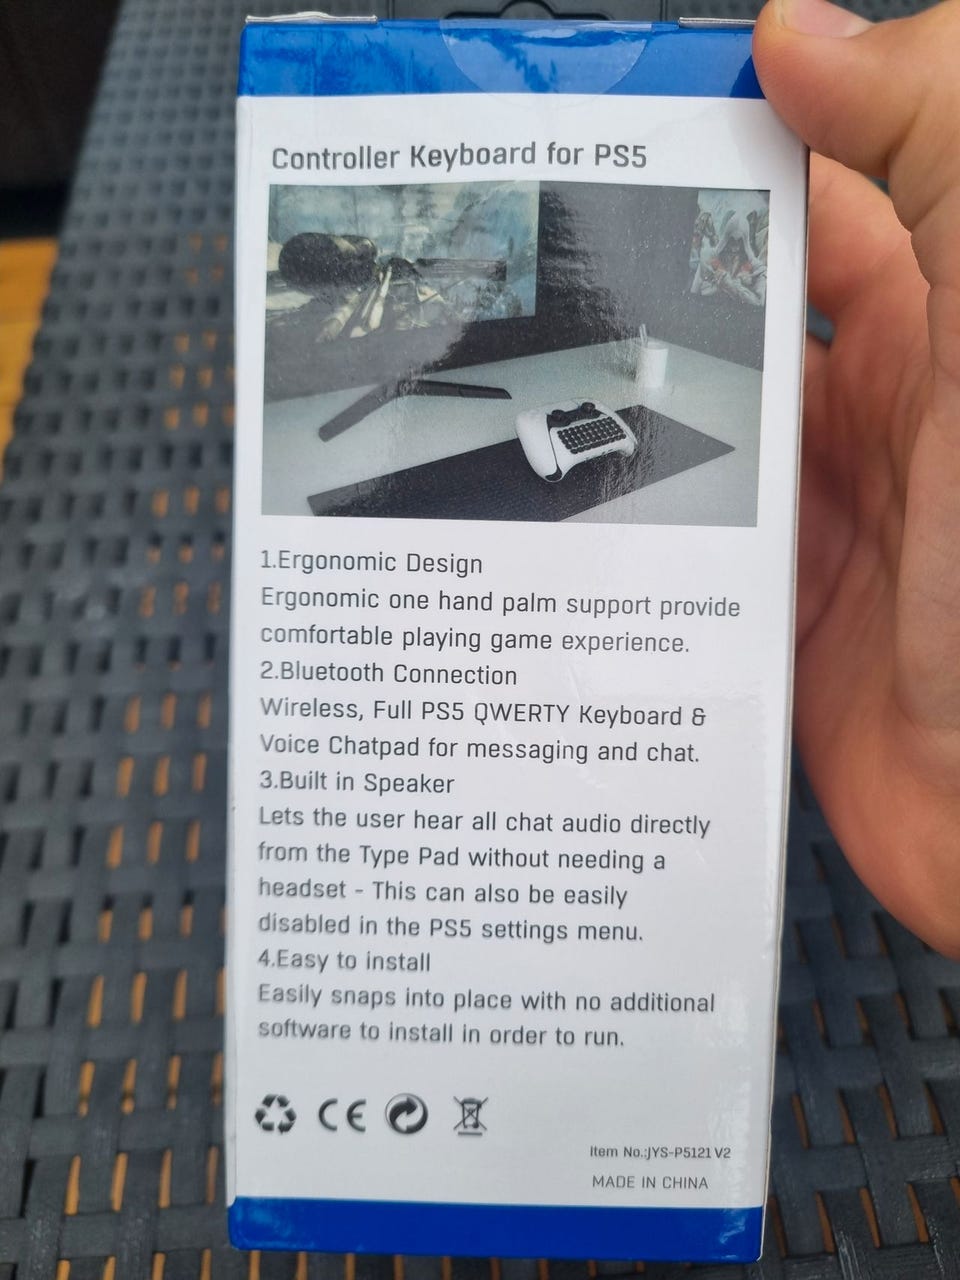 Controller Keyboard for PS5
1.Ergonomic Design
Ergonomic one hand palm support provide
comfortable playing game experience.
2.Bluetooth Connection
Wireless, Full PS5 QWERTY Keyboard &
Voice Chatpad for messaging and chat.
3.Built in Speaker
Lets the user hear all chat audio directly
from the Type Pad without needing a
headset - This can also be easily
disabled in the PS5 settings menu.
4.Easy to install
Easily snaps into place with no additional
software to install in order to run.
CE
Item No.:JYS-P5121 V2
MADE IN CHINA